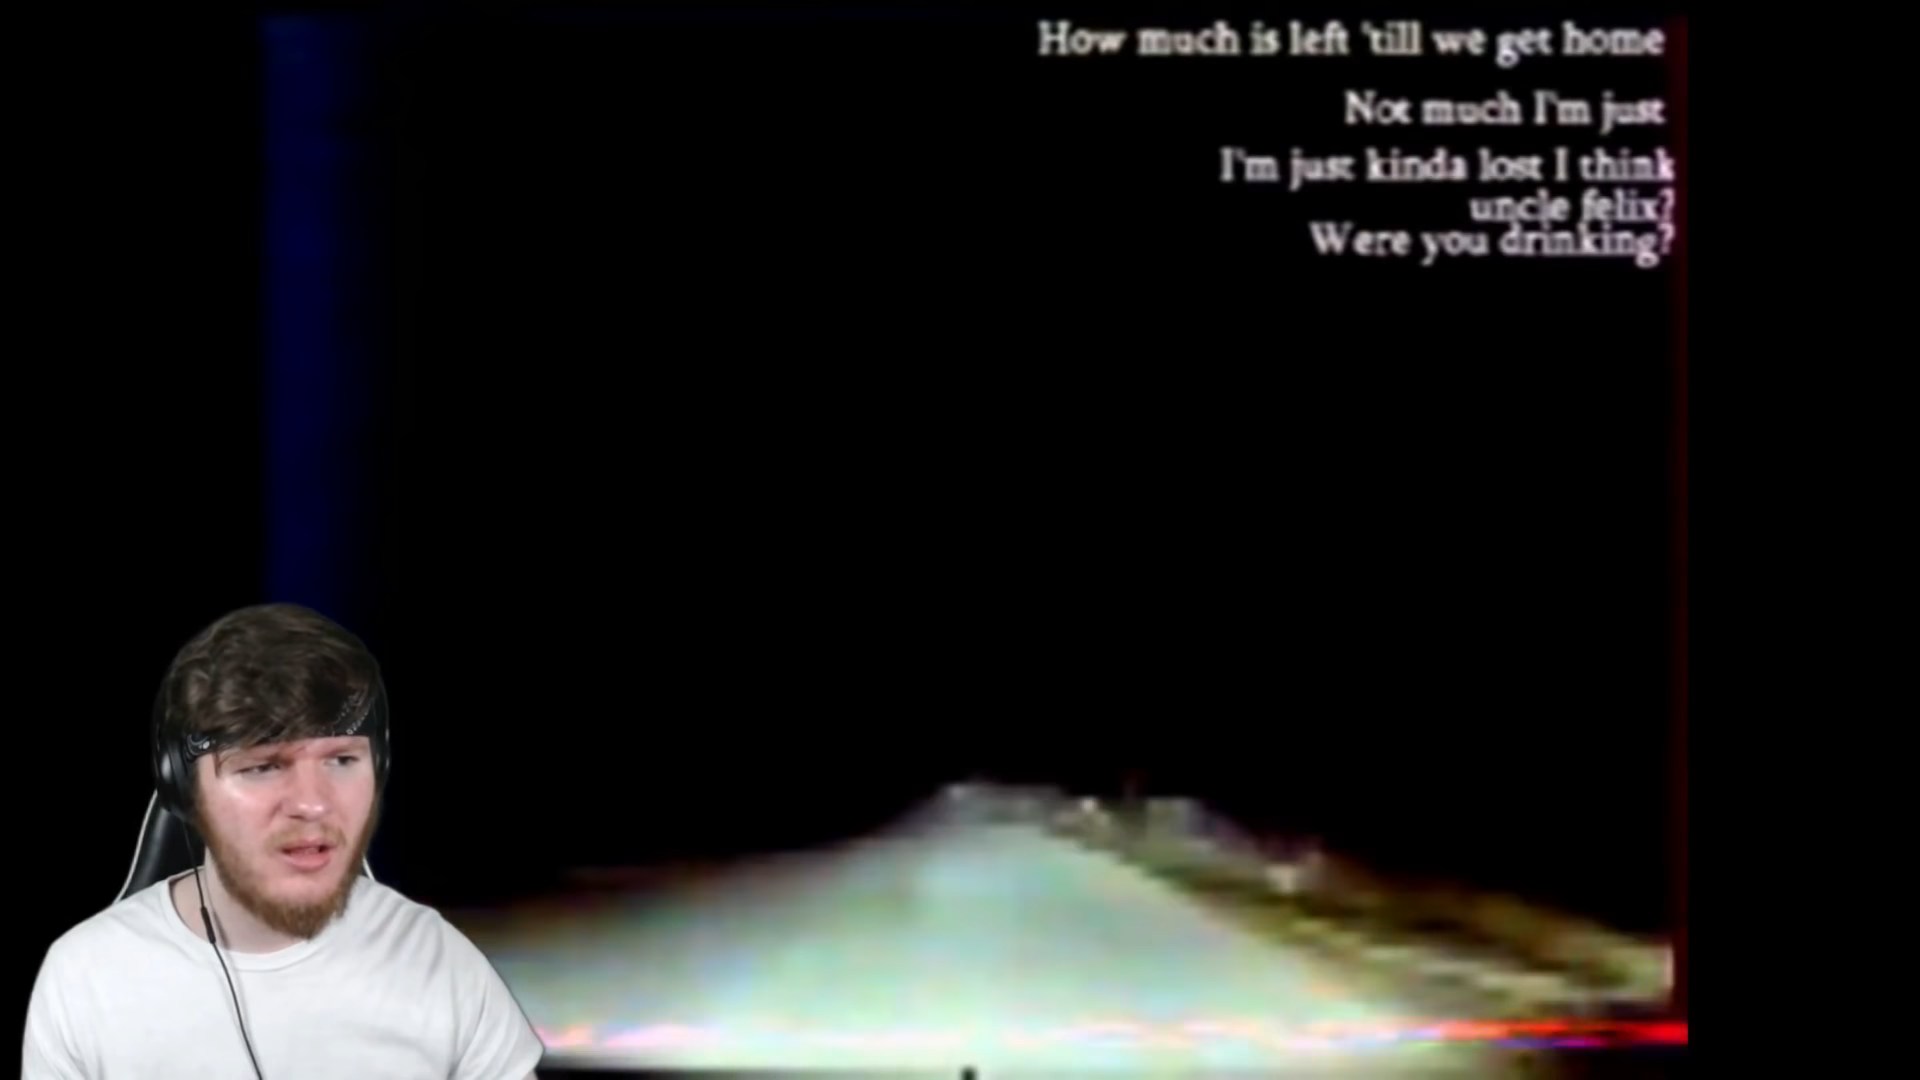 How much is left 'till we get home
Not much I'm just
I'm just kinda lost I think
uncle felix?
Were you drinking?